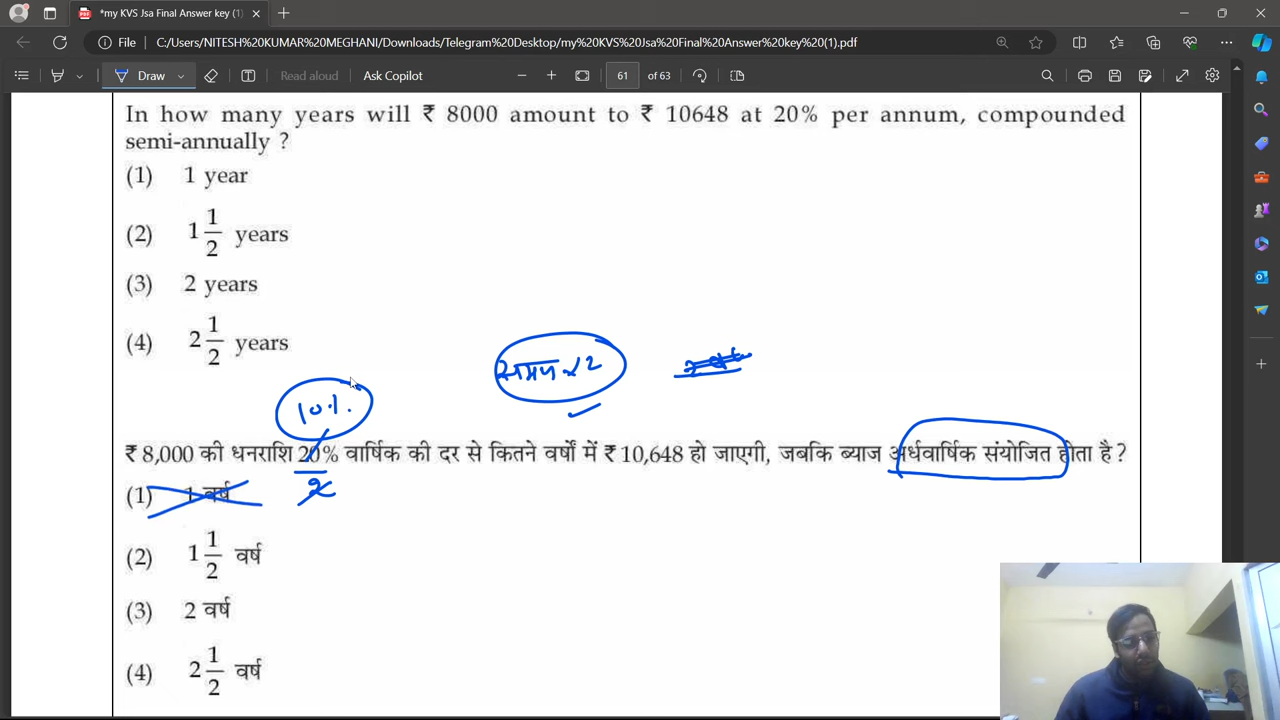 *my KVS Jsa Final Answer key (1)
File C:/Users/NITESH%20KUMAR%20MEGHANI/Downloads/Telegram%20Desktop/my%20KVS%20Jsa%20Final%20Answer%20key%20(1).pdf
Draw Read aloud Ask Copilot 61 of 63
In how many years will ₹ 8000 amount to ₹ 10648 at 20% per annum, compounded
semi-annually ?
(1) 1 year
(2) 1 1/2 years
(3) 2 years
(4) 2 1/2 years
समय x 2
10%.
₹ 8,000 की धनराशि 20% वार्षिक की दर से कितने वर्षों में ₹ 10,648 हो जाएगी, जबकि ब्याज अर्धवार्षिक संयोजित होता है ?
2
(1) 1 वर्ष
(2) 1 1/2 वर्ष
(3) 2 वर्ष
(4) 2 1/2 वर्ष